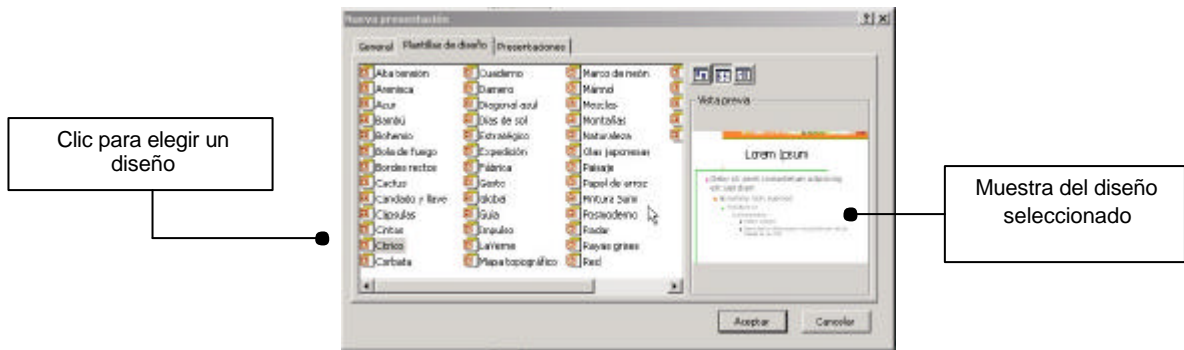 Nueva presentación
General Plantillas de diseño Presentaciones
Alta tensión
Arenisca
Azur
Bambú
Bohemio
Bola de fuego
Bordes rectos
Cactus
Candado y llave
Cápsulas
Cintas
Cítrico
Corbata
Cuaderno
Damero
Diagonal azul
Días de sol
Estratégico
Expedición
Fábrica
Gesto
Global
Guía
Impulso
La Verne
Mapa topográfico
Marco de neón
Mármol
Mezclas
Montañas
Naturaleza
Olas japonesas
Paisaje
Papel de arroz
Pintura Sumi
Posmoderno
Radar
Rayas grises
Red
Vista previa
Lorem Ipsum
Aceptar Cancelar
Clic para elegir un
diseño
Muestra del diseño
seleccionado